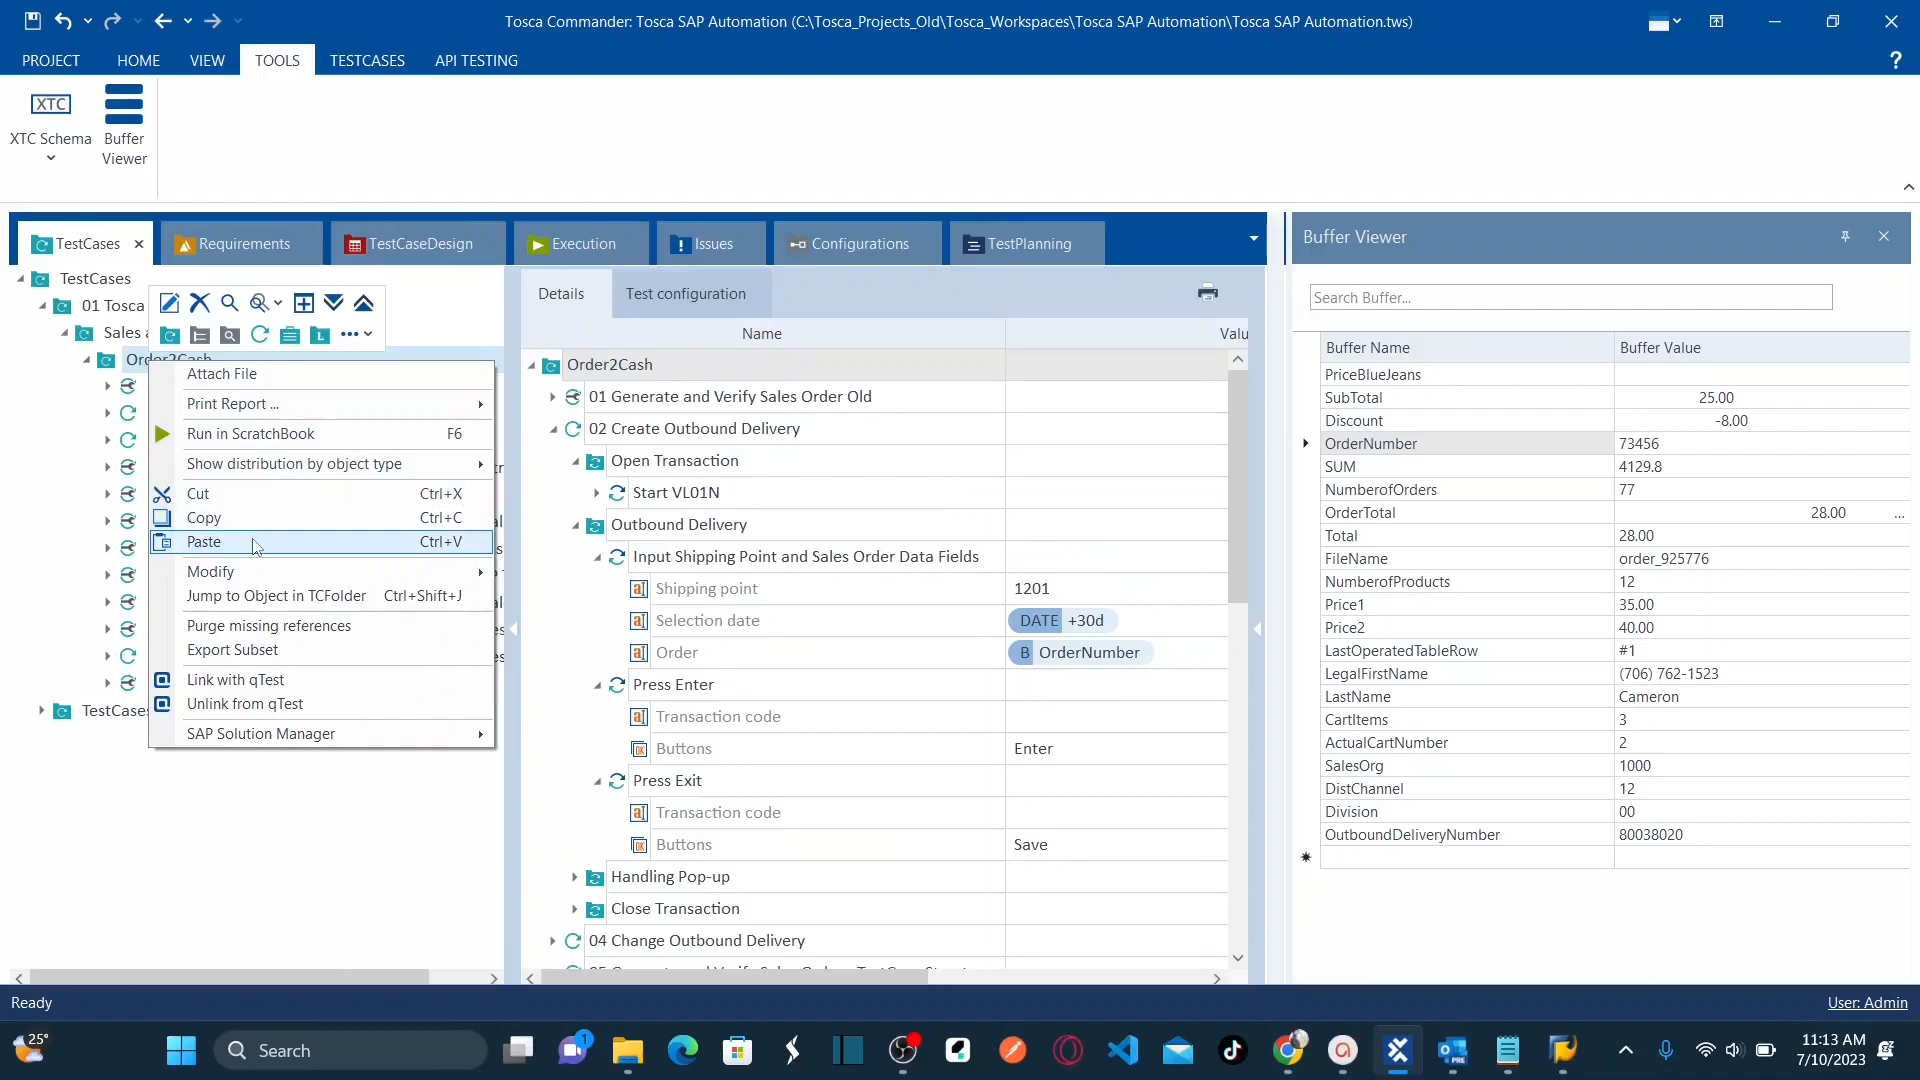 Tosca Commander: Tosca SAP Automation (C:\Tosca_Projects_Old\Tosca_Workspaces\Tosca SAP Automation\Tosca SAP Automation.tws)
PROJECT HOME VIEW TOOLS TESTCASES API TESTING ?
XTC
XTC Schema
Buffer Viewer
TestCases Requirements TestCaseDesign Execution Issues Configurations TestPlanning
TestCases
01 Tosca
Sales a
Order2Cash
TestCases
Attach File
Print Report ...
Run in ScratchBook F6
Show distribution by object type
Cut Ctrl+X
Copy Ctrl+C
Paste Ctrl+V
Modify
Jump to Object in TCFolder Ctrl+Shift+J
Purge missing references
Export Subset
Link with qTest
Unlink from qTest
SAP Solution Manager
Details Test configuration
Name Valu
Order2Cash
01 Generate and Verify Sales Order Old
02 Create Outbound Delivery
Open Transaction
Start VL01N
Outbound Delivery
Input Shipping Point and Sales Order Data Fields
Shipping point 1201
Selection date DATE +30d
Order B OrderNumber
Press Enter
Transaction code
Buttons Enter
Press Exit
Transaction code
Buttons Save
Handling Pop-up
Close Transaction
04 Change Outbound Delivery
Buffer Viewer
Search Buffer...
Buffer Name Buffer Value
PriceBlueJeans
SubTotal 25.00
Discount -8.00
OrderNumber 73456
SUM 4129.8
NumberofOrders 77
OrderTotal 28.00 ...
Total 28.00
FileName order_925776
NumberofProducts 12
Price1 35.00
Price2 40.00
LastOperatedTableRow #1
LegalFirstName (706) 762-1523
LastName Cameron
CartItems 3
ActualCartNumber 2
SalesOrg 1000
DistChannel 12
Division 00
OutboundDeliveryNumber 80038020
Ready User: Admin
25°
Search
1
PRE
11:13 AM
7/10/2023